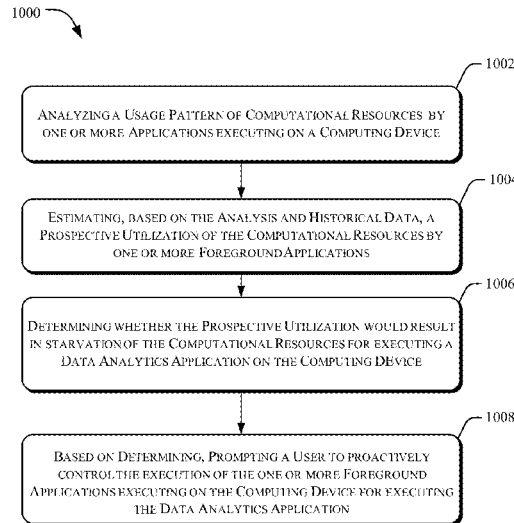 1000
1002
ANALYZING A USAGE PATTERN OF COMPUTATIONAL RESOURCES BY
ONE OR MORE APPLICATIONS EXECUTING ON A COMPUTING DEVICE
1004
ESTIMATING, BASED ON THE ANALYSIS AND HISTORICAL DATA, A
PROSPECTIVE UTILIZATION OF THE COMPUTATIONAL RESOURCES BY
ONE OR MORE FOREGROUND APPLICATIONS
1006
DETERMINING WHETHER THE PROSPECTIVE UTILIZATION WOULD RESULT
IN STARVATION OF THE COMPUTATIONAL RESOURCES FOR EXECUTING A
DATA ANALYTICS APPLICATION ON THE COMPUTING DEVICE
1008
BASED ON DETERMINING, PROMPTING A USER TO PROACTIVELY
CONTROL THE EXECUTION OF THE ONE OR MORE FOREGROUND
APPLICATIONS EXECUTING ON THE COMPUTING DEVICE FOR EXECUTING
THE DATA ANALYTICS APPLICATION